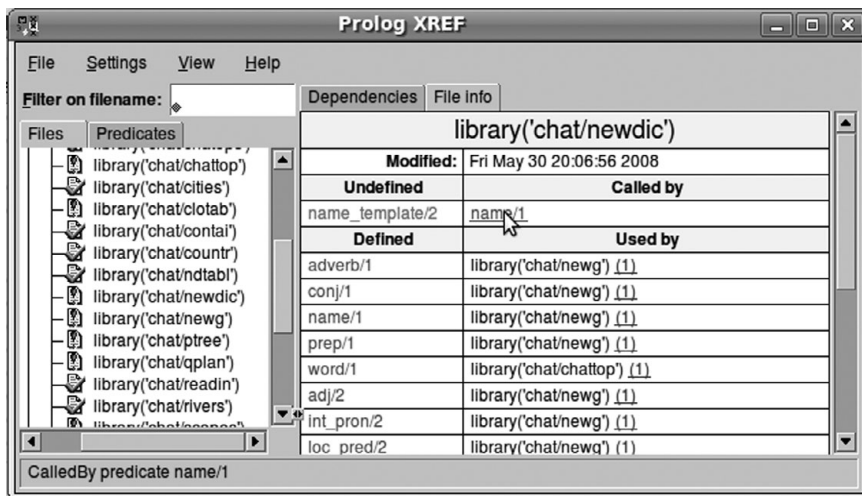 Prolog XREF
File Settings View Help
Filter on filename:
Dependencies File info
Files Predicates
library('chat/chattop')
library('chat/cities')
library('chat/clotab')
library('chat/contai')
library('chat/countr')
library('chat/ndtabl')
library('chat/newdic')
library('chat/newg')
library('chat/ptree')
library('chat/qplan')
library('chat/readin')
library('chat/rivers')
library('chat/newdic')
Modified: Fri May 30 20:06:56 2008
Undefined Called by
name_template/2 name/1
Defined Used by
adverb/1 library('chat/newg') (1)
conj/1 library('chat/newg') (1)
name/1 library('chat/newg') (1)
prep/1 library('chat/newg') (1)
word/1 library('chat/chattop') (1)
adj/2 library('chat/newg') (1)
int_pron/2 library('chat/newg') (1)
loc_pred/2 library('chat/newg') (1)
CalledBy predicate name/1